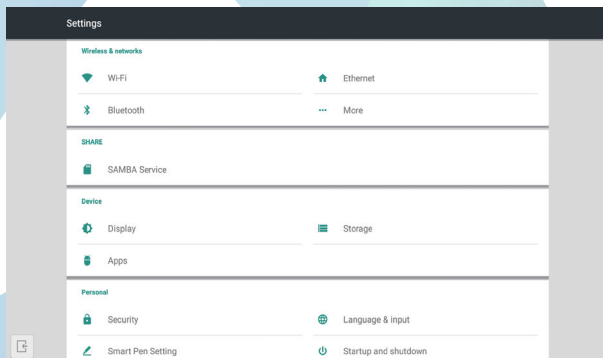 Settings
Wireless & networks
Wi-Fi
Ethernet
Bluetooth
More
SHARE
SAMBA Service
Device
Display
Storage
Apps
Personal
Security
Language & input
Smart Pen Setting
Startup and shutdown